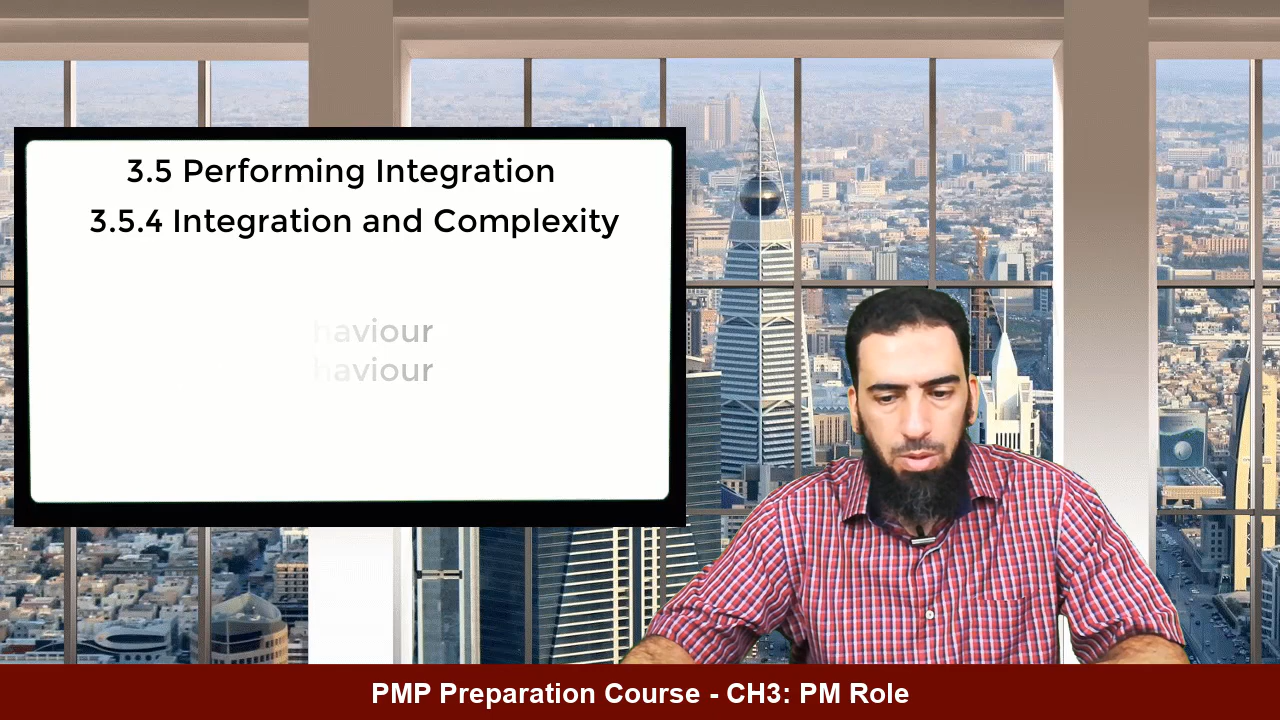 3.5 Performing Integration
3.5.4 Integration and Complexity
haviour
haviour
PMP Preparation Course - CH3: PM Role